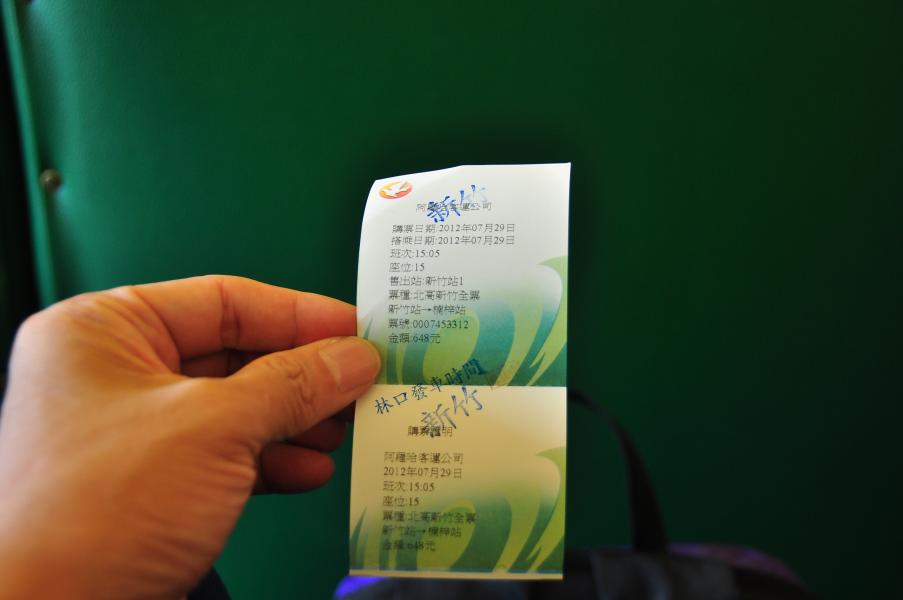 新竹
阿羅哈客運公司
購票日期:2012年07月29日
搭乘日期:2012年07月29日
班次:15:05
座位:15
售出站:新竹站1
票種:北高新竹全票
新竹站→楠梓站
票號:0007453312
金額:648元
林口發車時間
新竹
購票證明
阿羅哈客運公司
2012年07月29日
班次:15:05
座位:15
票種:北高新竹全票
新竹站→楠梓站
金額:648元